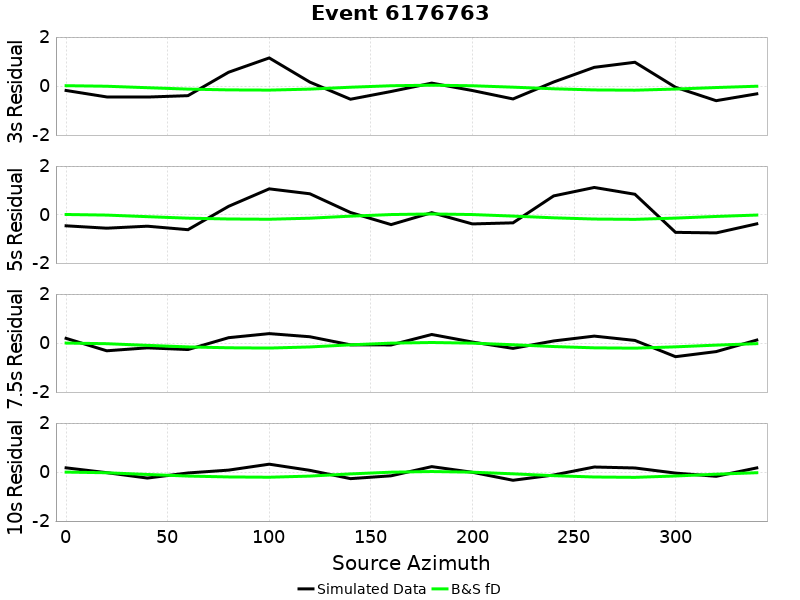 Event 6176763
3s Residual
2
0
-2
5s Residual
2
0
-2
7.5s Residual
2
0
-2
10s Residual
2
0
-2
0 50 100 150 200 250 300
Source Azimuth
Simulated Data B&S fD